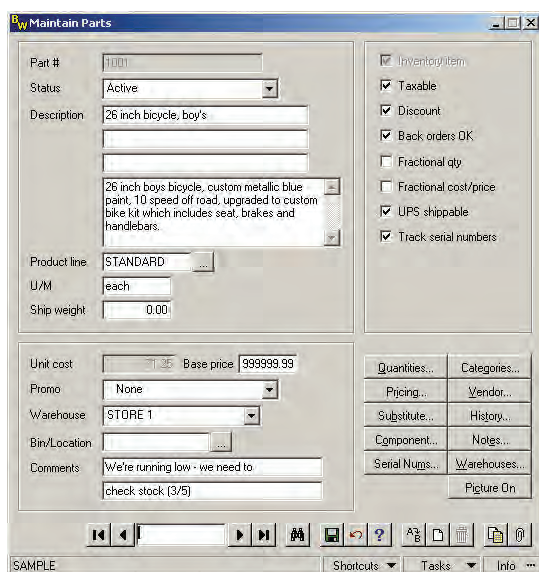 BW Maintain Parts
Part # 1001
Status Active
Description 26 inch bicycle, boy's
26 inch boys bicycle, custom metallic blue
paint, 10 speed off road, upgraded to custom
bike kit which includes seat, brakes and
handlebars.
Product line STANDARD ...
U/M each
Ship weight 0.00
Inventory item
Taxable
Discount
Back orders OK
Fractional qty
Fractional cost/price
UPS shippable
Track serial numbers
Unit cost 71.25 Base price 999999.99
Promo None
Warehouse STORE 1
Bin/Location ...
Comments We're running low - we need to
check stock (3/5)
Quantities... Categories...
Pricing... Vendor...
Substitute... History...
Component... Notes...
Serial Nums... Warehouses...
Picture On
SAMPLE Shortcuts Tasks Info